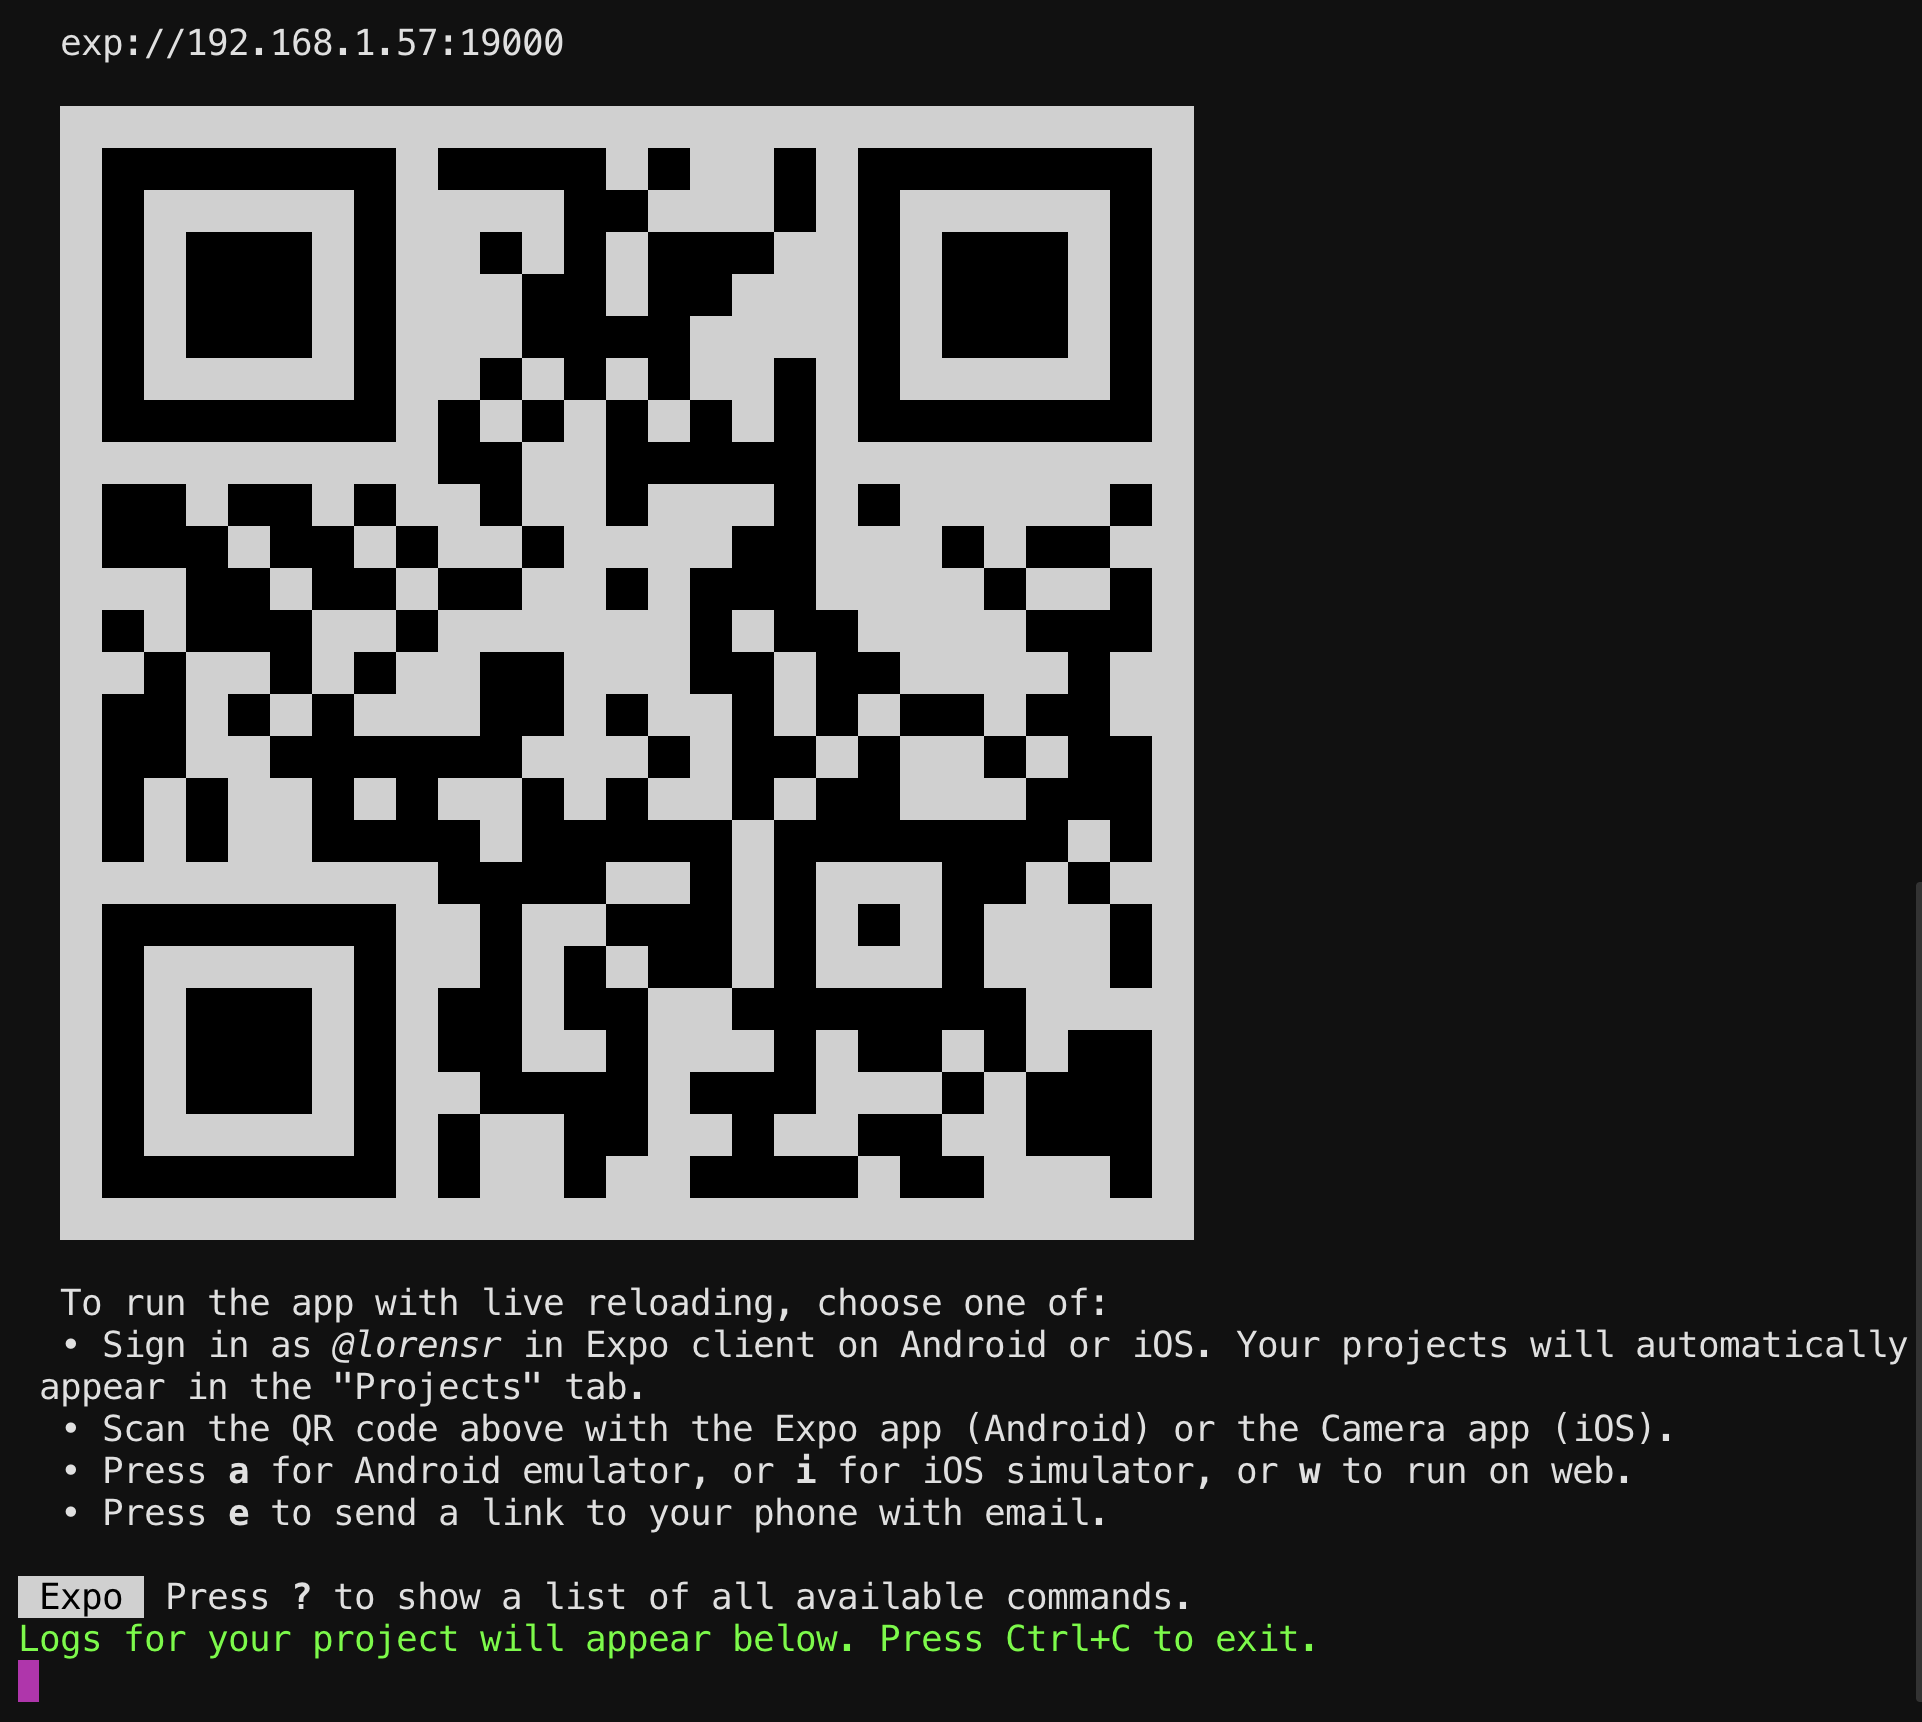 exp://192.168.1.57:19000
To run the app with live reloading, choose one of:
• Sign in as @lorensr in Expo client on Android or iOS. Your projects will automatically
appear in the "Projects" tab.
• Scan the QR code above with the Expo app (Android) or the Camera app (iOS).
• Press a for Android emulator, or i for iOS simulator, or w to run on web.
• Press e to send a link to your phone with email.
Expo Press ? to show a list of all available commands.
Logs for your project will appear below. Press Ctrl+C to exit.